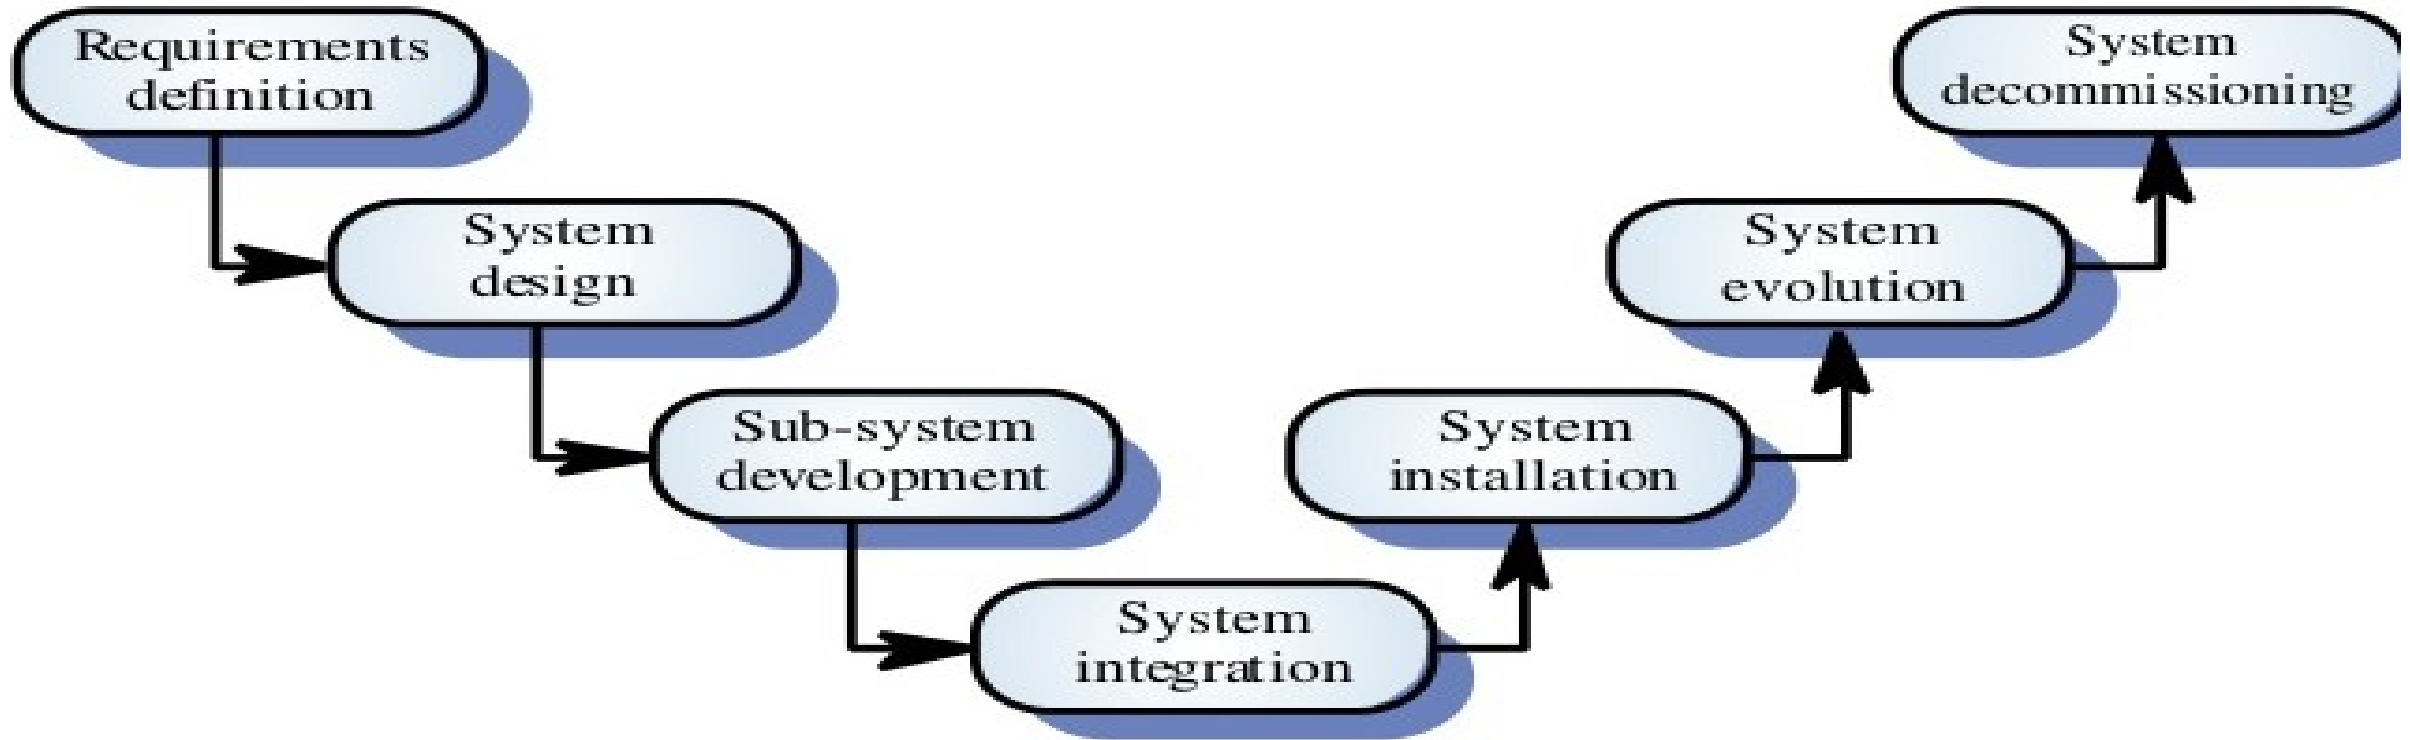 Requirements
definition
System
design
Sub-system
development
System
integration
System
installation
System
evolution
System
decommissioning